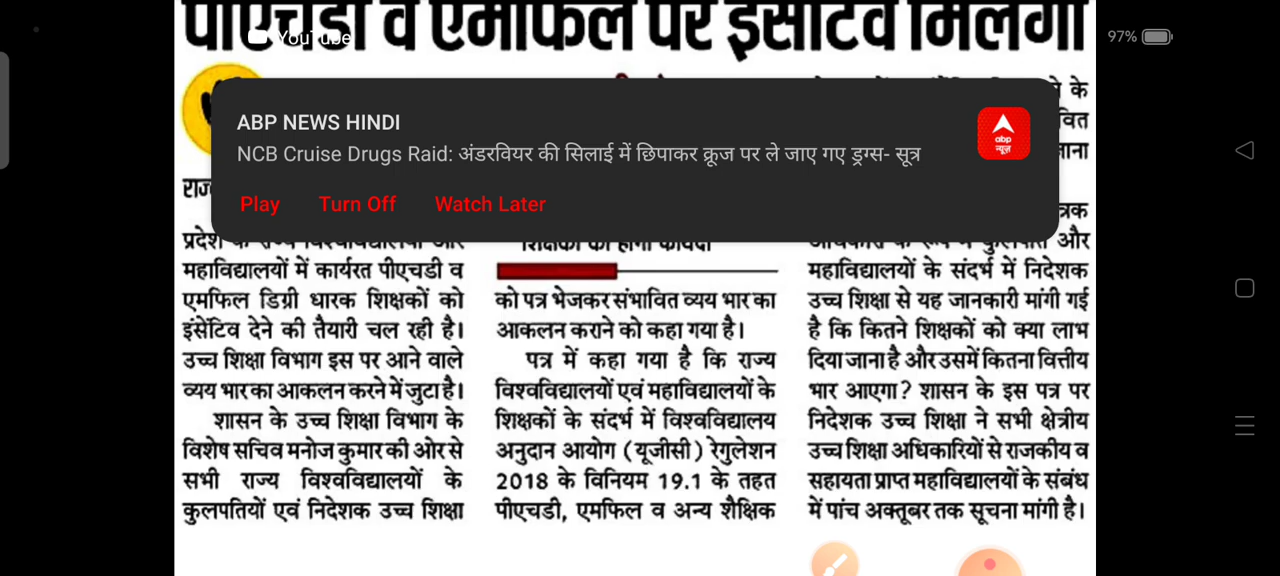 पीएचडी व एमफिल पर इंसेंटिव मिलेगा
YouTube
97%
ABP NEWS HINDI
NCB Cruise Drugs Raid: अंडरवियर की सिलाई में छिपाकर क्रूज पर ले जाए गए ड्रग्स- सूत्र
abp
न्यूज़
Play Turn Off Watch Later
महाविद्यालयों में कार्यरत पीएचडी व
एमफिल डिग्री धारक शिक्षकों को
इंसेंटिव देने की तैयारी चल रही है।
उच्च शिक्षा विभाग इस पर आने वाले
व्यय भार का आकलन करने में जुटा है।
शासन के उच्च शिक्षा विभाग के
विशेष सचिव मनोज कुमार की ओर से
सभी राज्य विश्वविद्यालयों के
कुलपतियों एवं निदेशक उच्च शिक्षा
को पत्र भेजकर संभावित व्यय भार का
आकलन कराने को कहा गया है।
पत्र में कहा गया है कि राज्य
विश्वविद्यालयों एवं महाविद्यालयों के
शिक्षकों के संदर्भ में विश्वविद्यालय
अनुदान आयोग (यूजीसी) रेगुलेशन
2018 के विनियम 19.1 के तहत
पीएचडी, एमफिल व अन्य शैक्षिक
के
और
महाविद्यालयों के संदर्भ में निदेशक
उच्च शिक्षा से यह जानकारी मांगी गई
है कि कितने शिक्षकों को क्या लाभ
दिया जाना है और उसमें कितना वित्तीय
भार आएगा? शासन के इस पत्र पर
निदेशक उच्च शिक्षा ने सभी क्षेत्रीय
उच्च शिक्षा अधिकारियों से राजकीय व
सहायता प्राप्त महाविद्यालयों के संबंध
में पांच अक्तूबर तक सूचना मांगी है।